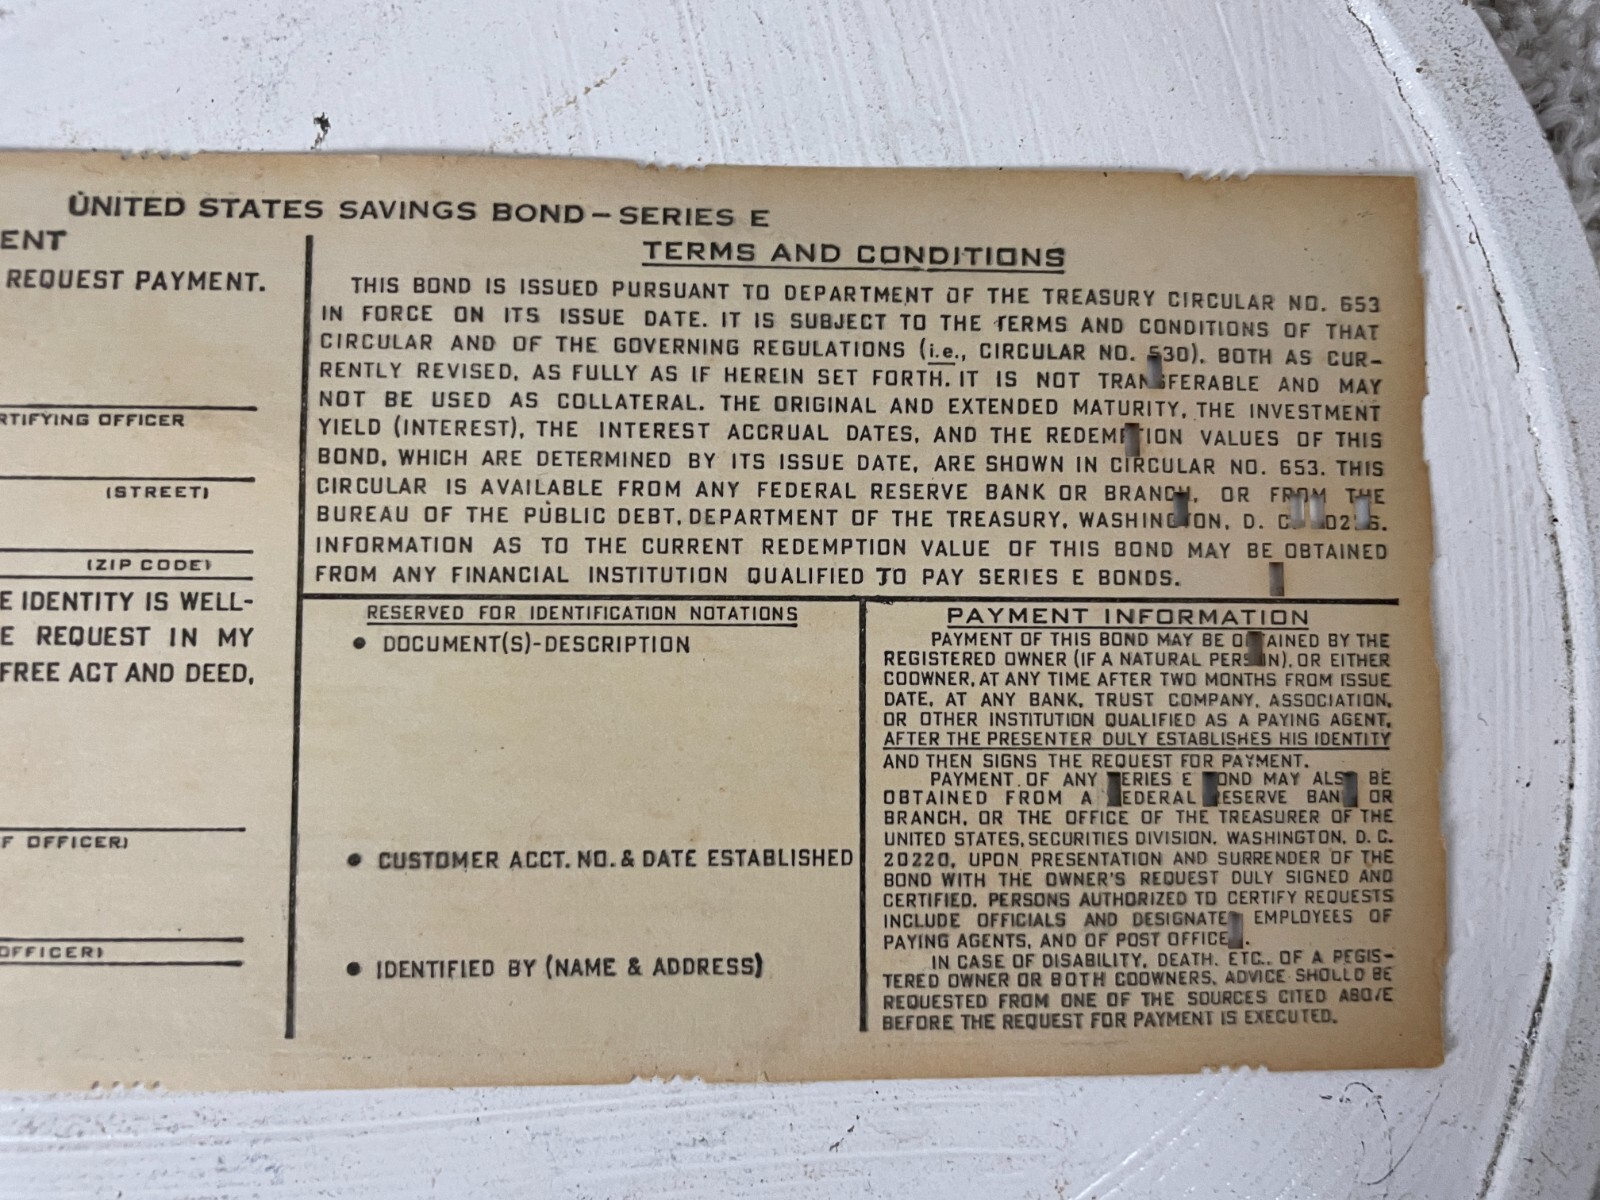 UNITED STATES SAVINGS BOND – SERIES E
ENT
REQUEST PAYMENT.
RTIFYING OFFICER
(STREET)
(ZIP CODE)
E IDENTITY IS WELL-
E REQUEST IN MY
FREE ACT AND DEED,
F OFFICER)
OFFICER)
TERMS AND CONDITIONS
THIS BOND IS ISSUED PURSUANT TO DEPARTMENT OF THE TREASURY CIRCULAR NO. 653
IN FORCE ON ITS ISSUE DATE. IT IS SUBJECT TO THE TERMS AND CONDITIONS OF THAT
CIRCULAR AND OF THE GOVERNING REGULATIONS (i.e., CIRCULAR NO. 530), BOTH AS CUR-
RENTLY REVISED, AS FULLY AS IF HEREIN SET FORTH. IT IS NOT TRANSFERABLE AND MAY
NOT BE USED AS COLLATERAL. THE ORIGINAL AND EXTENDED MATURITY, THE INVESTMENT
YIELD (INTEREST), THE INTEREST ACCRUAL DATES, AND THE REDEMPTION VALUES OF THIS
BOND, WHICH ARE DETERMINED BY ITS ISSUE DATE, ARE SHOWN IN CIRCULAR NO. 653. THIS
CIRCULAR IS AVAILABLE FROM ANY FEDERAL RESERVE BANK OR BRANCH, OR FROM THE
BUREAU OF THE PUBLIC DEBT, DEPARTMENT OF THE TREASURY, WASHINGTON, D. C.
INFORMATION AS TO THE CURRENT REDEMPTION VALUE OF THIS BOND MAY BE OBTAINED
FROM ANY FINANCIAL INSTITUTION QUALIFIED TO PAY SERIES E BONDS.
RESERVED FOR IDENTIFICATION NOTATIONS
● DOCUMENT(S)-DESCRIPTION
● CUSTOMER ACCT. NO. & DATE ESTABLISHED
● IDENTIFIED BY (NAME & ADDRESS)
PAYMENT INFORMATION
PAYMENT OF THIS BOND MAY BE OBTAINED BY THE
REGISTERED OWNER (IF A NATURAL PERSON), OR EITHER
COOWNER, AT ANY TIME AFTER TWO MONTHS FROM ISSUE
DATE, AT ANY BANK, TRUST COMPANY, ASSOCIATION,
OR OTHER INSTITUTION QUALIFIED AS A PAYING AGENT,
AFTER THE PRESENTER DULY ESTABLISHES HIS IDENTITY
AND THEN SIGNS THE REQUEST FOR PAYMENT.
PAYMENT OF ANY SERIES E BOND MAY ALSO BE
OBTAINED FROM A FEDERAL RESERVE BANK OR
BRANCH, OR THE OFFICE OF THE TREASURER OF THE
UNITED STATES, SECURITIES DIVISION, WASHINGTON, D. C.
20220, UPON PRESENTATION AND SURRENDER OF THE
BOND WITH THE OWNER'S REQUEST DULY SIGNED AND
CERTIFIED. PERSONS AUTHORIZED TO CERTIFY REQUESTS
INCLUDE OFFICIALS AND DESIGNATED EMPLOYEES OF
PAYING AGENTS, AND OF POST OFFICES.
IN CASE OF DISABILITY, DEATH, ETC., OF A REGIS-
TERED OWNER OR BOTH COOWNERS, ADVICE SHOULD BE
REQUESTED FROM ONE OF THE SOURCES CITED ABOVE
BEFORE THE REQUEST FOR PAYMENT IS EXECUTED.